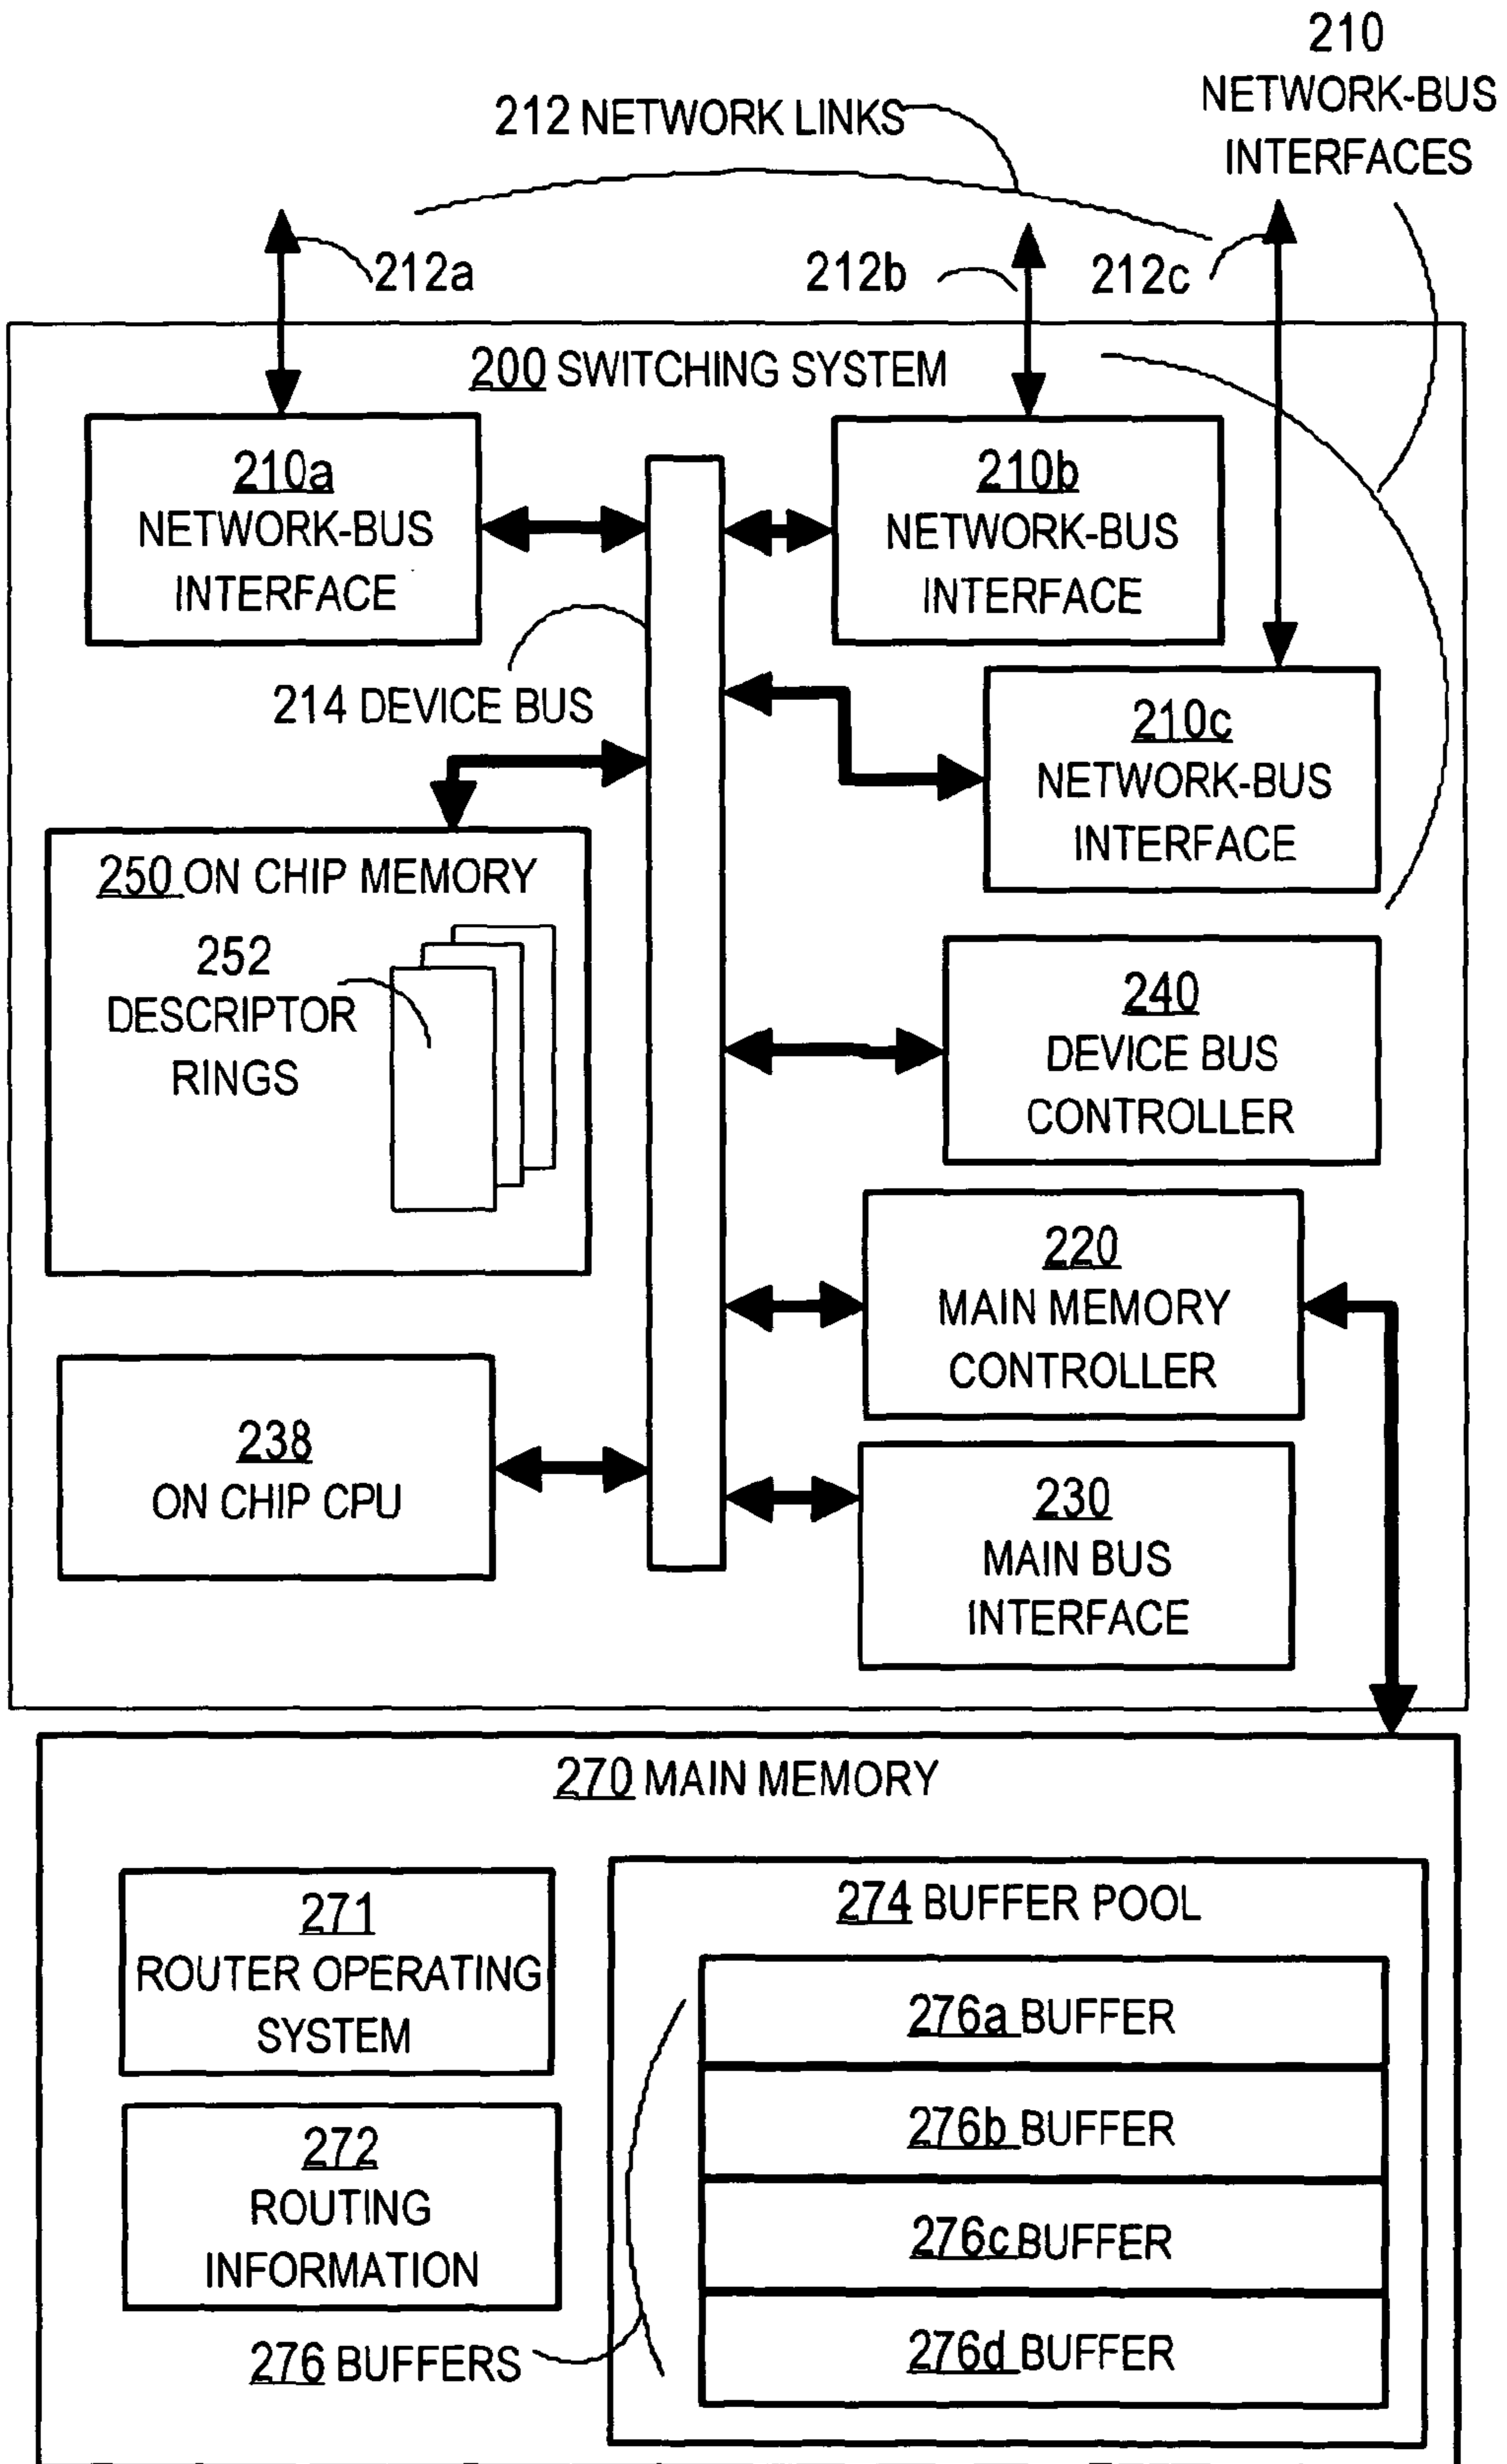 210
NETWORK-BUS
INTERFACES
212 NETWORK LINKS
212a
212b
212c
200 SWITCHING SYSTEM
210a
NETWORK-BUS
INTERFACE
210b
NETWORK-BUS
INTERFACE
214 DEVICE BUS
210c
NETWORK-BUS
INTERFACE
250 ON CHIP MEMORY
252
DESCRIPTOR
RINGS
240
DEVICE BUS
CONTROLLER
220
MAIN MEMORY
CONTROLLER
238
ON CHIP CPU
230
MAIN BUS
INTERFACE
270 MAIN MEMORY
271
ROUTER OPERATING
SYSTEM
272
ROUTING
INFORMATION
274 BUFFER POOL
276a BUFFER
276b BUFFER
276c BUFFER
276d BUFFER
276 BUFFERS